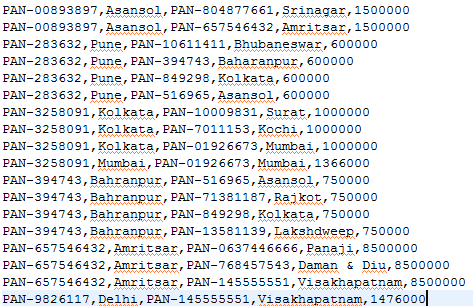 PAN-00893897,Asansol,PAN-804877661,Srinagar,1500000
PAN-00893897,Asansol,PAN-657546432,Amritsar,1500000
PAN-283632,Pune,PAN-10611411,Bhubaneswar,600000
PAN-283632,Pune,PAN-394743,Baharanpur,600000
PAN-283632,Pune,PAN-849298,Kolkata,600000
PAN-283632,Pune,PAN-516965,Asansol,600000
PAN-3258091,Kolkata,PAN-10009831,Surat,1000000
PAN-3258091,Kolkata,PAN-7011153,Kochi,1000000
PAN-3258091,Kolkata,PAN-01926673,Mumbai,1000000
PAN-3258091,Mumbai,PAN-01926673,Mumbai,1366000
PAN-394743,Bahranpur,PAN-516965,Asansol,750000
PAN-394743,Bahranpur,PAN-71381187,Rajkot,750000
PAN-394743,Bahranpur,PAN-849298,Kolkata,750000
PAN-394743,Bahranpur,PAN-13581139,Lakshdweep,750000
PAN-657546432,Amritsar,PAN-0637446666,Panaji,8500000
PAN-657546432,Amritsar,PAN-768457543,Daman & Diu,8500000
PAN-657546432,Amritsar,PAN-145555551,Visakhapatnam,8500000
PAN-9826117,Delhi,PAN-145555551,Visakhapatnam,1476000